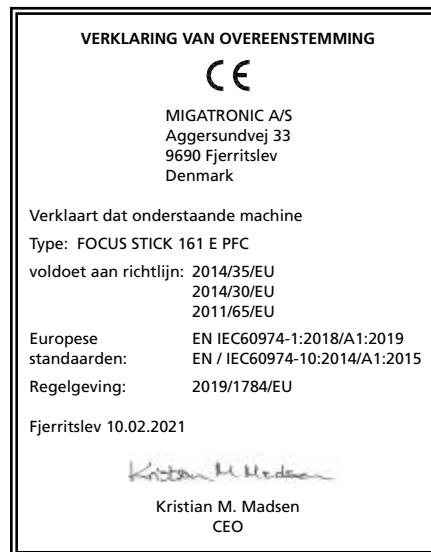 VERKLARING VAN OVEREENSTEMMING
CE
MIGATRONIC A/S
Aggersundvej 33
9690 Fjerritslev
Denmark
Verklaart dat onderstaande machine
Type: FOCUS STICK 161 E PFC
voldoet aan richtlijn: 2014/35/EU
2014/30/EU
2011/65/EU
Europese EN IEC60974-1:2018/A1:2019
standaarden: EN / IEC60974-10:2014/A1:2015
Regelgeving: 2019/1784/EU
Fjerritslev 10.02.2021
Kristian M Madsen
Kristian M. Madsen
CEO